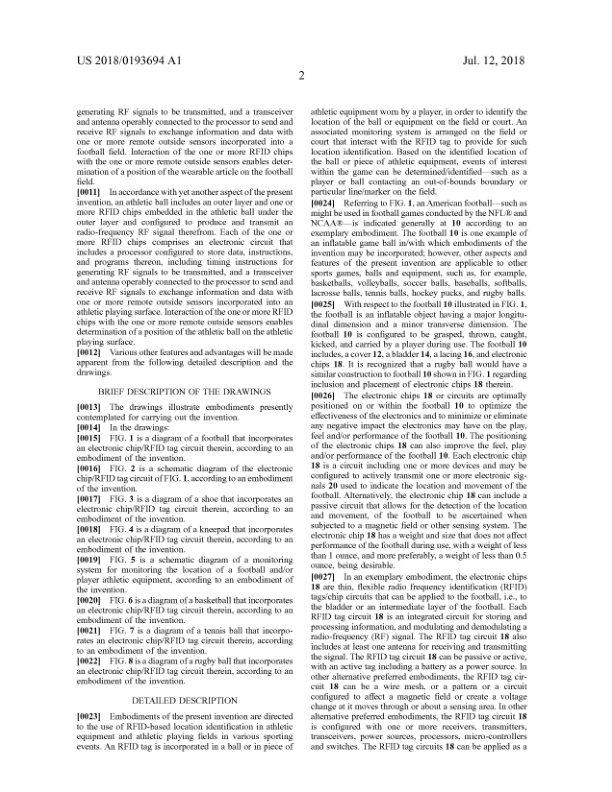 US 2018/0193694 A1
Jul. 12, 2018
2
generating RF signals to be transmitted, and a transceiver
and antenna operably connected to the processor to send and
receive RF signals to exchange information and data with
one or more remote outside sensors incorporated into a
football field. Interaction of the one or more RFID chips
with the one or more remote outside sensors enables deter-
mination of a position of the wearable article on the football
field.
[0011] In accordance with yet another aspect of the present
invention, an athletic ball includes an outer layer and one or
more RFID chips embedded in the athletic ball under the
outer layer and configured to produce and transmit an
radio-frequency RF signal therefrom. Each of the one or
more RFID chips comprises an electronic circuit that
includes a processor configured to store data, instructions,
and programs thereon, including timing instructions for
generating RF signals to be transmitted, and a transceiver
and antenna operably connected to the processor to send and
receive RF signals to exchange information and data with
one or more remote outside sensors incorporated into an
athletic playing surface. Interaction of the one or more RFID
chips with the one or more remote outside sensors enables
determination of a position of the athletic ball on the athletic
playing surface.
[0012] Various other features and advantages will be made
apparent from the following detailed description and the
drawings.
BRIEF DESCRIPTION OF THE DRAWINGS
[0013] The drawings illustrate embodiments presently
contemplated for carrying out the invention.
[0014] In the drawings:
[0015] FIG. 1 is a diagram of a football that incorporates
an electronic chip/RFID tag circuit therein, according to an
embodiment of the invention.
[0016] FIG. 2 is a schematic diagram of the electronic
chip/RFID tag circuit of FIG. 1, according to an embodiment
of the invention.
[0017] FIG. 3 is a diagram of a shoe that incorporates an
electronic chip/RFID tag circuit therein, according to an
embodiment of the invention.
[0018] FIG. 4 is a diagram of a kneepad that incorporates
an electronic chip/RFID tag circuit therein, according to an
embodiment of the invention.
[0019] FIG. 5 is a schematic diagram of a monitoring
system for monitoring the location of a football and/or
player athletic equipment, according to an embodiment of
the invention.
[0020] FIG. 6 is a diagram of a basketball that incorporates
an electronic chip/RFID tag circuit therein, according to an
embodiment of the invention.
[0021] FIG. 7 is a diagram of a tennis ball that incorpo-
rates an electronic chip/RFID tag circuit therein, according
to an embodiment of the invention.
[0022] FIG. 8 is a diagram of a rugby ball that incorporates
an electronic chip/RFID tag circuit therein, according to an
embodiment of the invention.
DETAILED DESCRIPTION
[0023] Embodiments of the present invention are directed
to the use of RFID-based location identification in athletic
equipment and athletic playing fields in various sporting
events. An RFID tag is incorporated in a ball or in piece of
athletic equipment worn by a player, in order to identify the
location of the ball or equipment on the field or court. An
associated monitoring system is arranged on the field or
court that interact with the RFID tag to provide for such
location identification. Based on the identified location of
the ball or piece of athletic equipment, events of interest
within the game can be determined/identified—such as a
player or ball contacting an out-of-bounds boundary or
particular line/marker on the field.
[0024] Referring to FIG. 1, an American football—such as
might be used in football games conducted by the NFL® and
NCAA®—is indicated generally at 10 according to an
exemplary embodiment. The football 10 is one example of
an inflatable game ball in/with which embodiments of the
invention may be incorporated; however, other aspects and
features of the present invention are applicable to other
sports games, balls and equipment, such as, for example,
basketballs, volleyballs, soccer balls, baseballs, softballs,
lacrosse balls, tennis balls, hockey pucks, and rugby balls.
[0025] With respect to the football 10 illustrated in FIG. 1,
the football is an inflatable object having a major longitu-
dinal dimension and a minor transverse dimension. The
football 10 is configured to be grasped, thrown, caught,
kicked, and carried by a player during use. The football 10
includes, a cover 12, a bladder 14, a lacing 16, and electronic
chips 18. It is recognized that a rugby ball would have a
similar construction to football 10 shown in FIG. 1 regarding
inclusion and placement of electronic chips 18 therein.
[0026] The electronic chips 18 or circuits are optimally
positioned on or within the football 10 to optimize the
effectiveness of the electronics and to minimize or eliminate
any negative impact the electronics may have on the play,
feel and/or performance of the football 10. The positioning
of the electronic chips 18 can also improve the feel, play
and/or performance of the football 10. Each electronic chip
18 is a circuit including one or more devices and may be
configured to actively transmit one or more electronic sig-
nals 20 used to indicate the location and movement of the
football. Alternatively, the electronic chip 18 can include a
passive circuit that allows for the detection of the location
and movement, of the football to be ascertained when
subjected to a magnetic field or other sensing system. The
electronic chip 18 has a weight and size that does not affect
performance of the football during use, with a weight of less
than 1 ounce, and more preferably, a weight of less than 0.5
ounce, being desirable.
[0027] In an exemplary embodiment, the electronic chips
18 are thin, flexible radio frequency identification (RFID)
tags/chip circuits that can be applied to the football, i.e., to
the bladder or an intermediate layer of the football. Each
RFID tag circuit 18 is an integrated circuit for storing and
processing information, and modulating and demodulating a
radio-frequency (RF) signal. The RFID tag circuit 18 also
includes at least one antenna for receiving and transmitting
the signal. The RFID tag circuit 18 can be passive or active,
with an active tag including a battery as a power source. In
other alternative preferred embodiments, the RFID tag cir-
cuit 18 can be a wire mesh, or a pattern or a circuit
configured to affect a magnetic field or create a voltage
change at it moves through or about a sensing area. In other
alternative preferred embodiments, the RFID tag circuit 18
is configured with one or more receivers, transmitters,
transceivers, power sources, processors, micro-controllers
and switches. The RFID tag circuits 18 can be applied as a